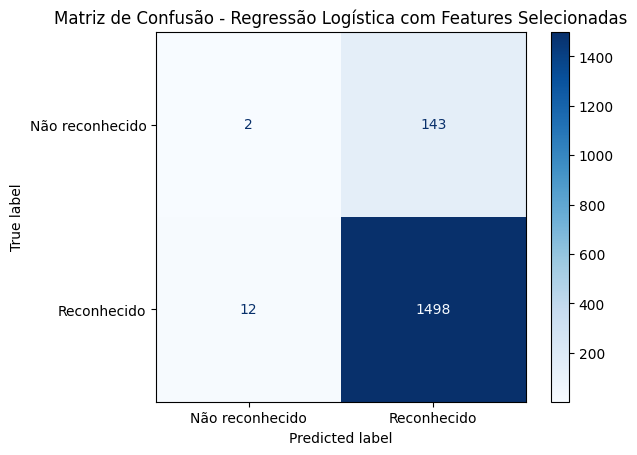 Matriz de Confusão - Regressão Logística com Features Selecionadas
True label
Não reconhecido
2
143
Reconhecido
12
1498
Não reconhecido
Reconhecido
Predicted label
1400
1200
1000
800
600
400
200